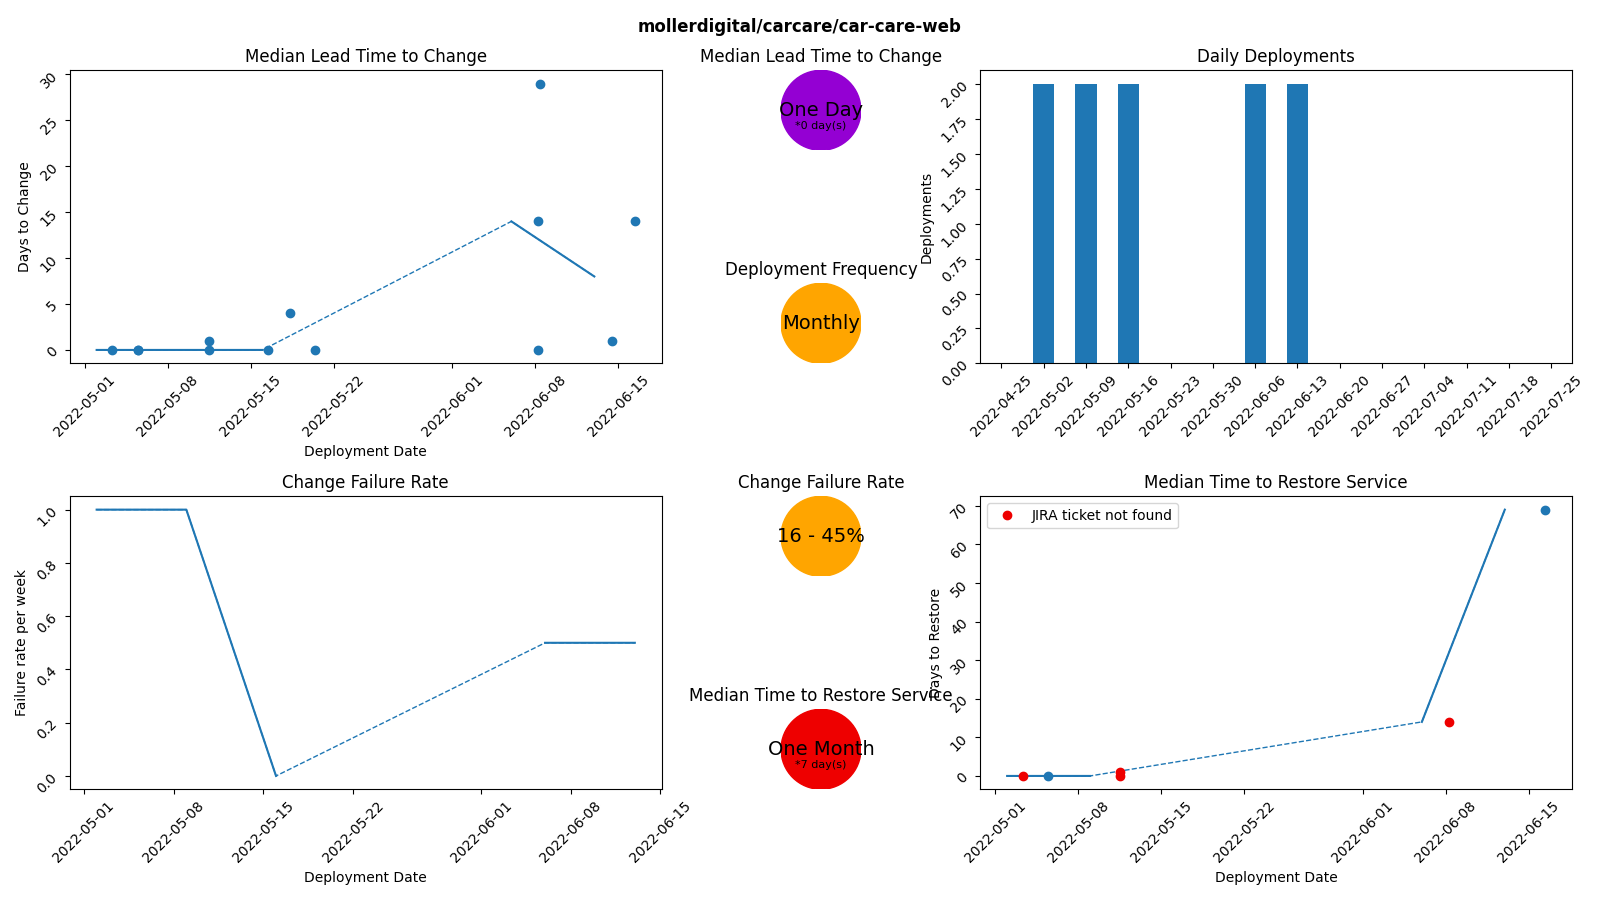 mollerdigital/carcare/car-care-web
Median Lead Time to Change
30
25
20
15
10
5
0
Days to Change
2022-05-01
2022-05-08
2022-05-15
2022-05-22
2022-06-01
2022-06-08
2022-06-15
Deployment Date
Median Lead Time to Change
One Day
*0 day(s)
Deployment Frequency
Monthly
Daily Deployments
2.00
1.75
1.50
1.25
1.00
0.75
0.50
0.25
0.00
Deployments
2022-04-25
2022-05-02
2022-05-09
2022-05-16
2022-05-23
2022-05-30
2022-06-06
2022-06-13
2022-06-20
2022-06-27
2022-07-04
2022-07-11
2022-07-18
2022-07-25
Change Failure Rate
1.0
0.8
0.6
0.4
0.2
0.0
Failure rate per week
2022-05-01
2022-05-08
2022-05-15
2022-05-22
2022-06-01
2022-06-08
2022-06-15
Deployment Date
Change Failure Rate
16 - 45%
Median Time to Restore Service
One Month
*7 day(s)
Median Time to Restore Service
JIRA ticket not found
70
60
50
40
30
20
10
0
Days to Restore
2022-05-01
2022-05-08
2022-05-15
2022-05-22
2022-06-01
2022-06-08
2022-06-15
Deployment Date